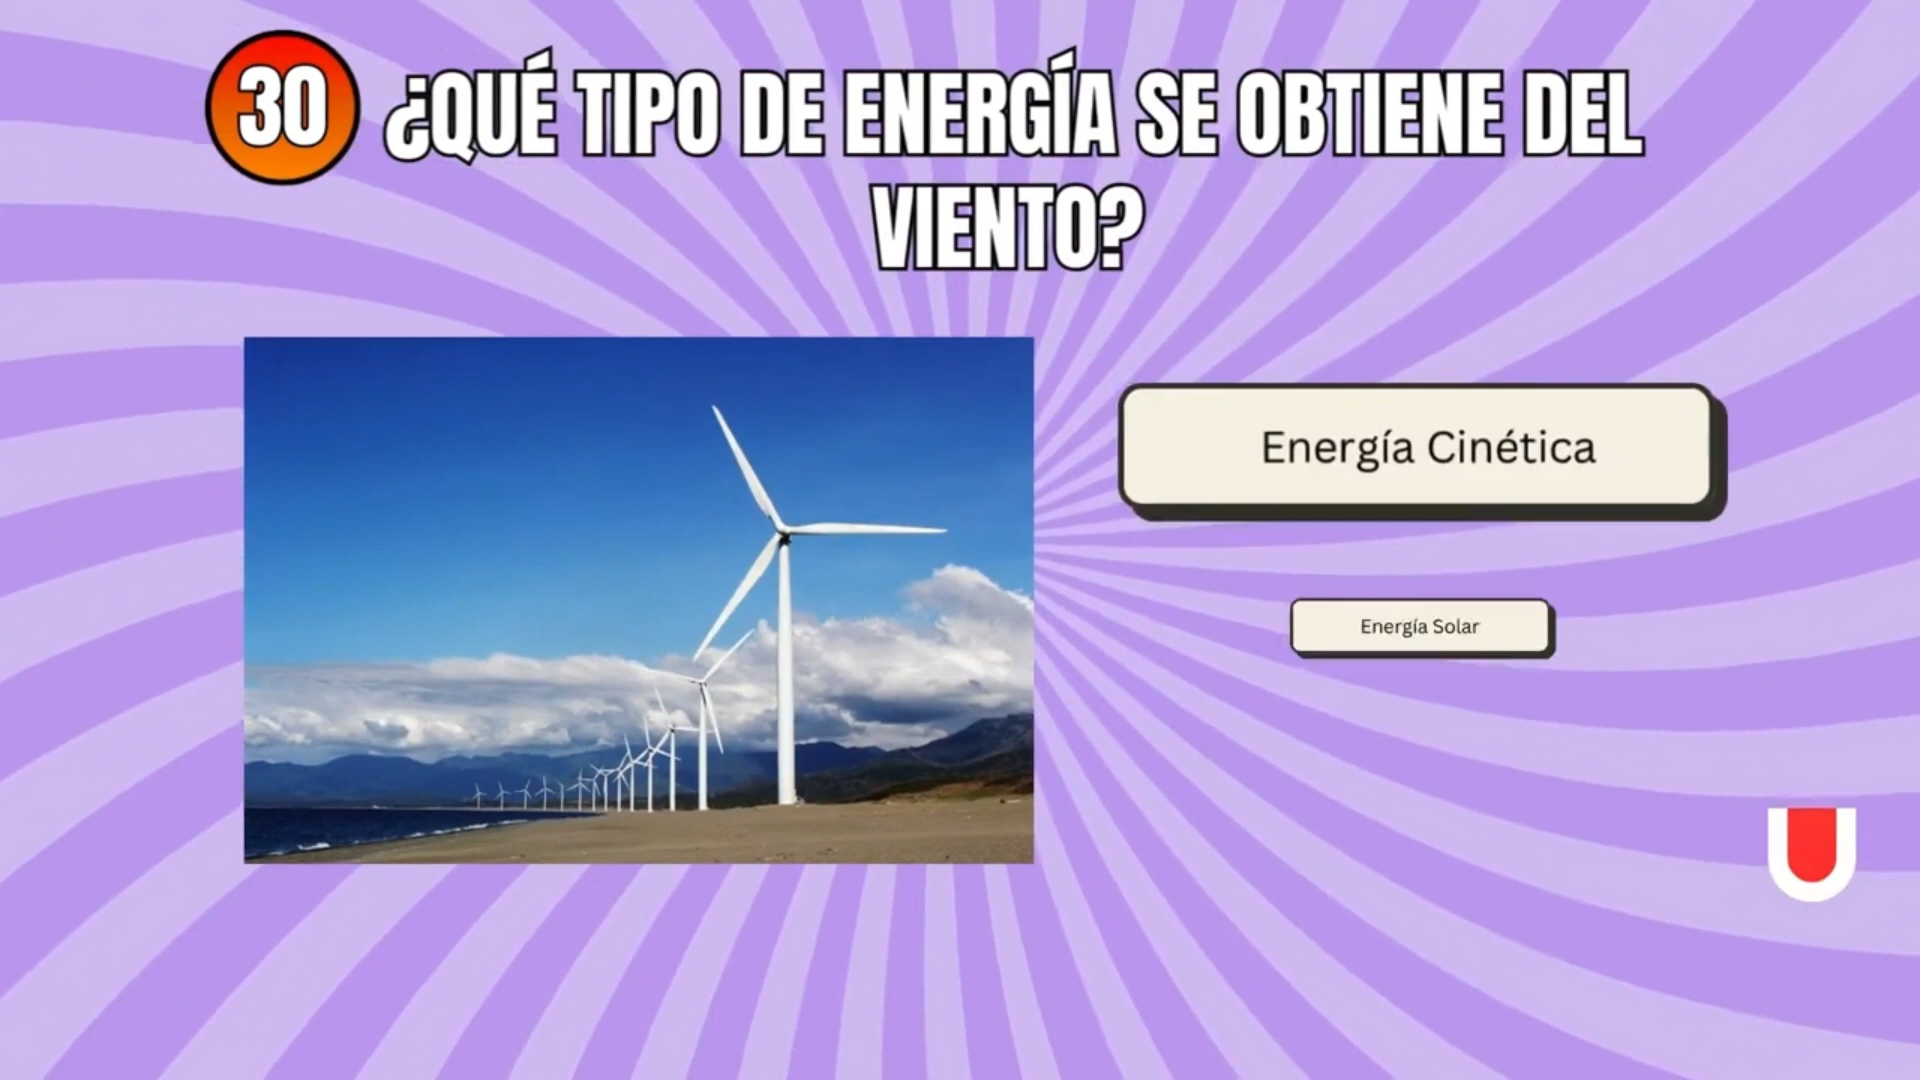 30 ¿QUÉ TIPO DE ENERGÍA SE OBTIENE DEL
VIENTO?
Energía Cinética
Energía Solar